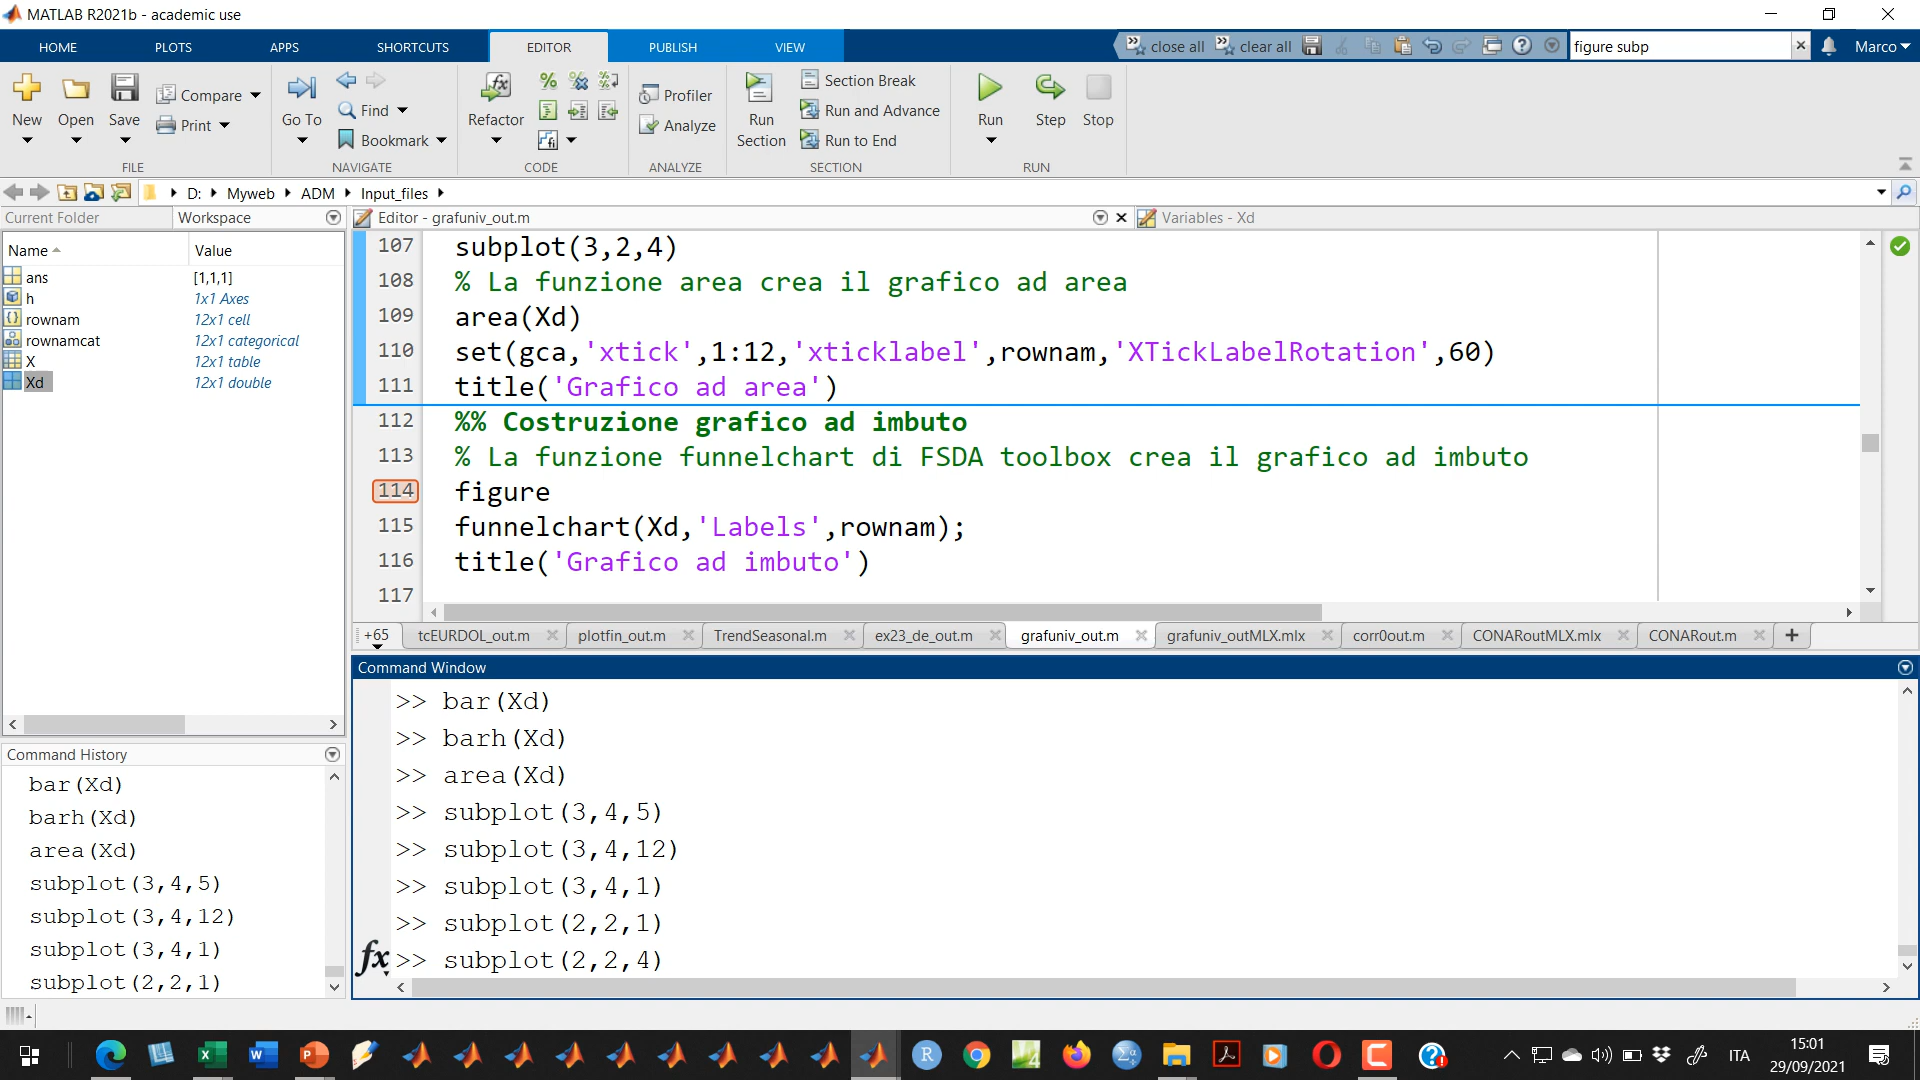 MATLAB R2021b - academic use
HOME PLOTS APPS SHORTCUTS EDITOR PUBLISH VIEW close all clear all figure subp Marco
New Open Save Compare Print
FILE
Go To Find Bookmark
NAVIGATE
Refactor
CODE
Profiler Analyze
ANALYZE
Run Section Section Break Run and Advance Run to End
SECTION
Run Step Stop
RUN
D: Myweb ADM Input_files
Current Folder Workspace
Name Value
ans [1,1,1]
h 1x1 Axes
rownam 12x1 cell
rownamcat 12x1 categorical
X 12x1 table
Xd 12x1 double
Editor - grafuniv_out.m Variables - Xd
107 subplot(3,2,4)
108 % La funzione area crea il grafico ad area
109 area(Xd)
110 set(gca,'xtick',1:12,'xticklabel',rownam,'XTickLabelRotation',60)
111 title('Grafico ad area')
112 %% Costruzione grafico ad imbuto
113 % La funzione funnelchart di FSDA toolbox crea il grafico ad imbuto
114 figure
115 funnelchart(Xd,'Labels',rownam);
116 title('Grafico ad imbuto')
117
+65 tcEURDOL_out.m plotfin_out.m TrendSeasonal.m ex23_de_out.m grafuniv_out.m grafuniv_outMLX.mlx corr0out.m CONARoutMLX.mlx CONARout.m +
Command Window
>> bar(Xd)
>> barh(Xd)
>> area(Xd)
>> subplot(3,4,5)
>> subplot(3,4,12)
>> subplot(3,4,1)
>> subplot(2,2,1)
fx >> subplot(2,2,4)
Command History
bar(Xd)
barh(Xd)
area(Xd)
subplot(3,4,5)
subplot(3,4,12)
subplot(3,4,1)
subplot(2,2,1)
ITA
15:01
29/09/2021